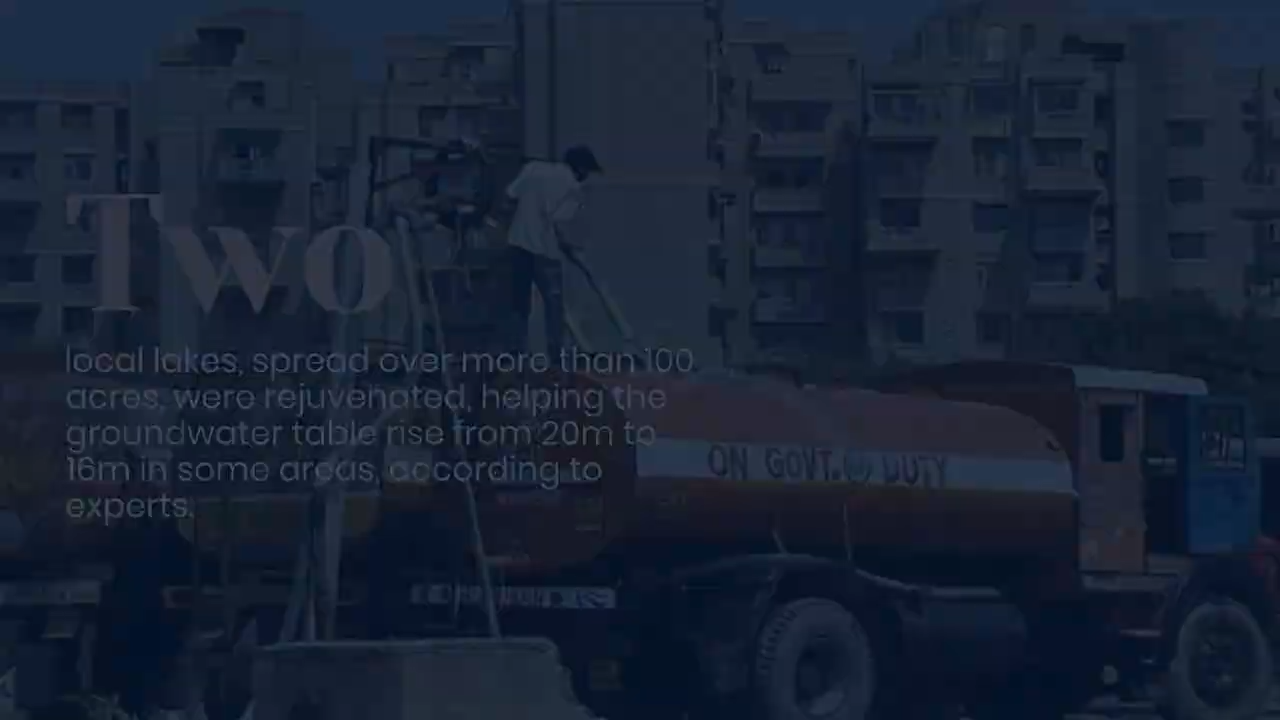 Two
local lakes, spread over more than 100
acres, were rejuvenated, helping the
groundwater table rise from 20m to
16m in some areas, according to
experts.
ON GOVT. DUTY